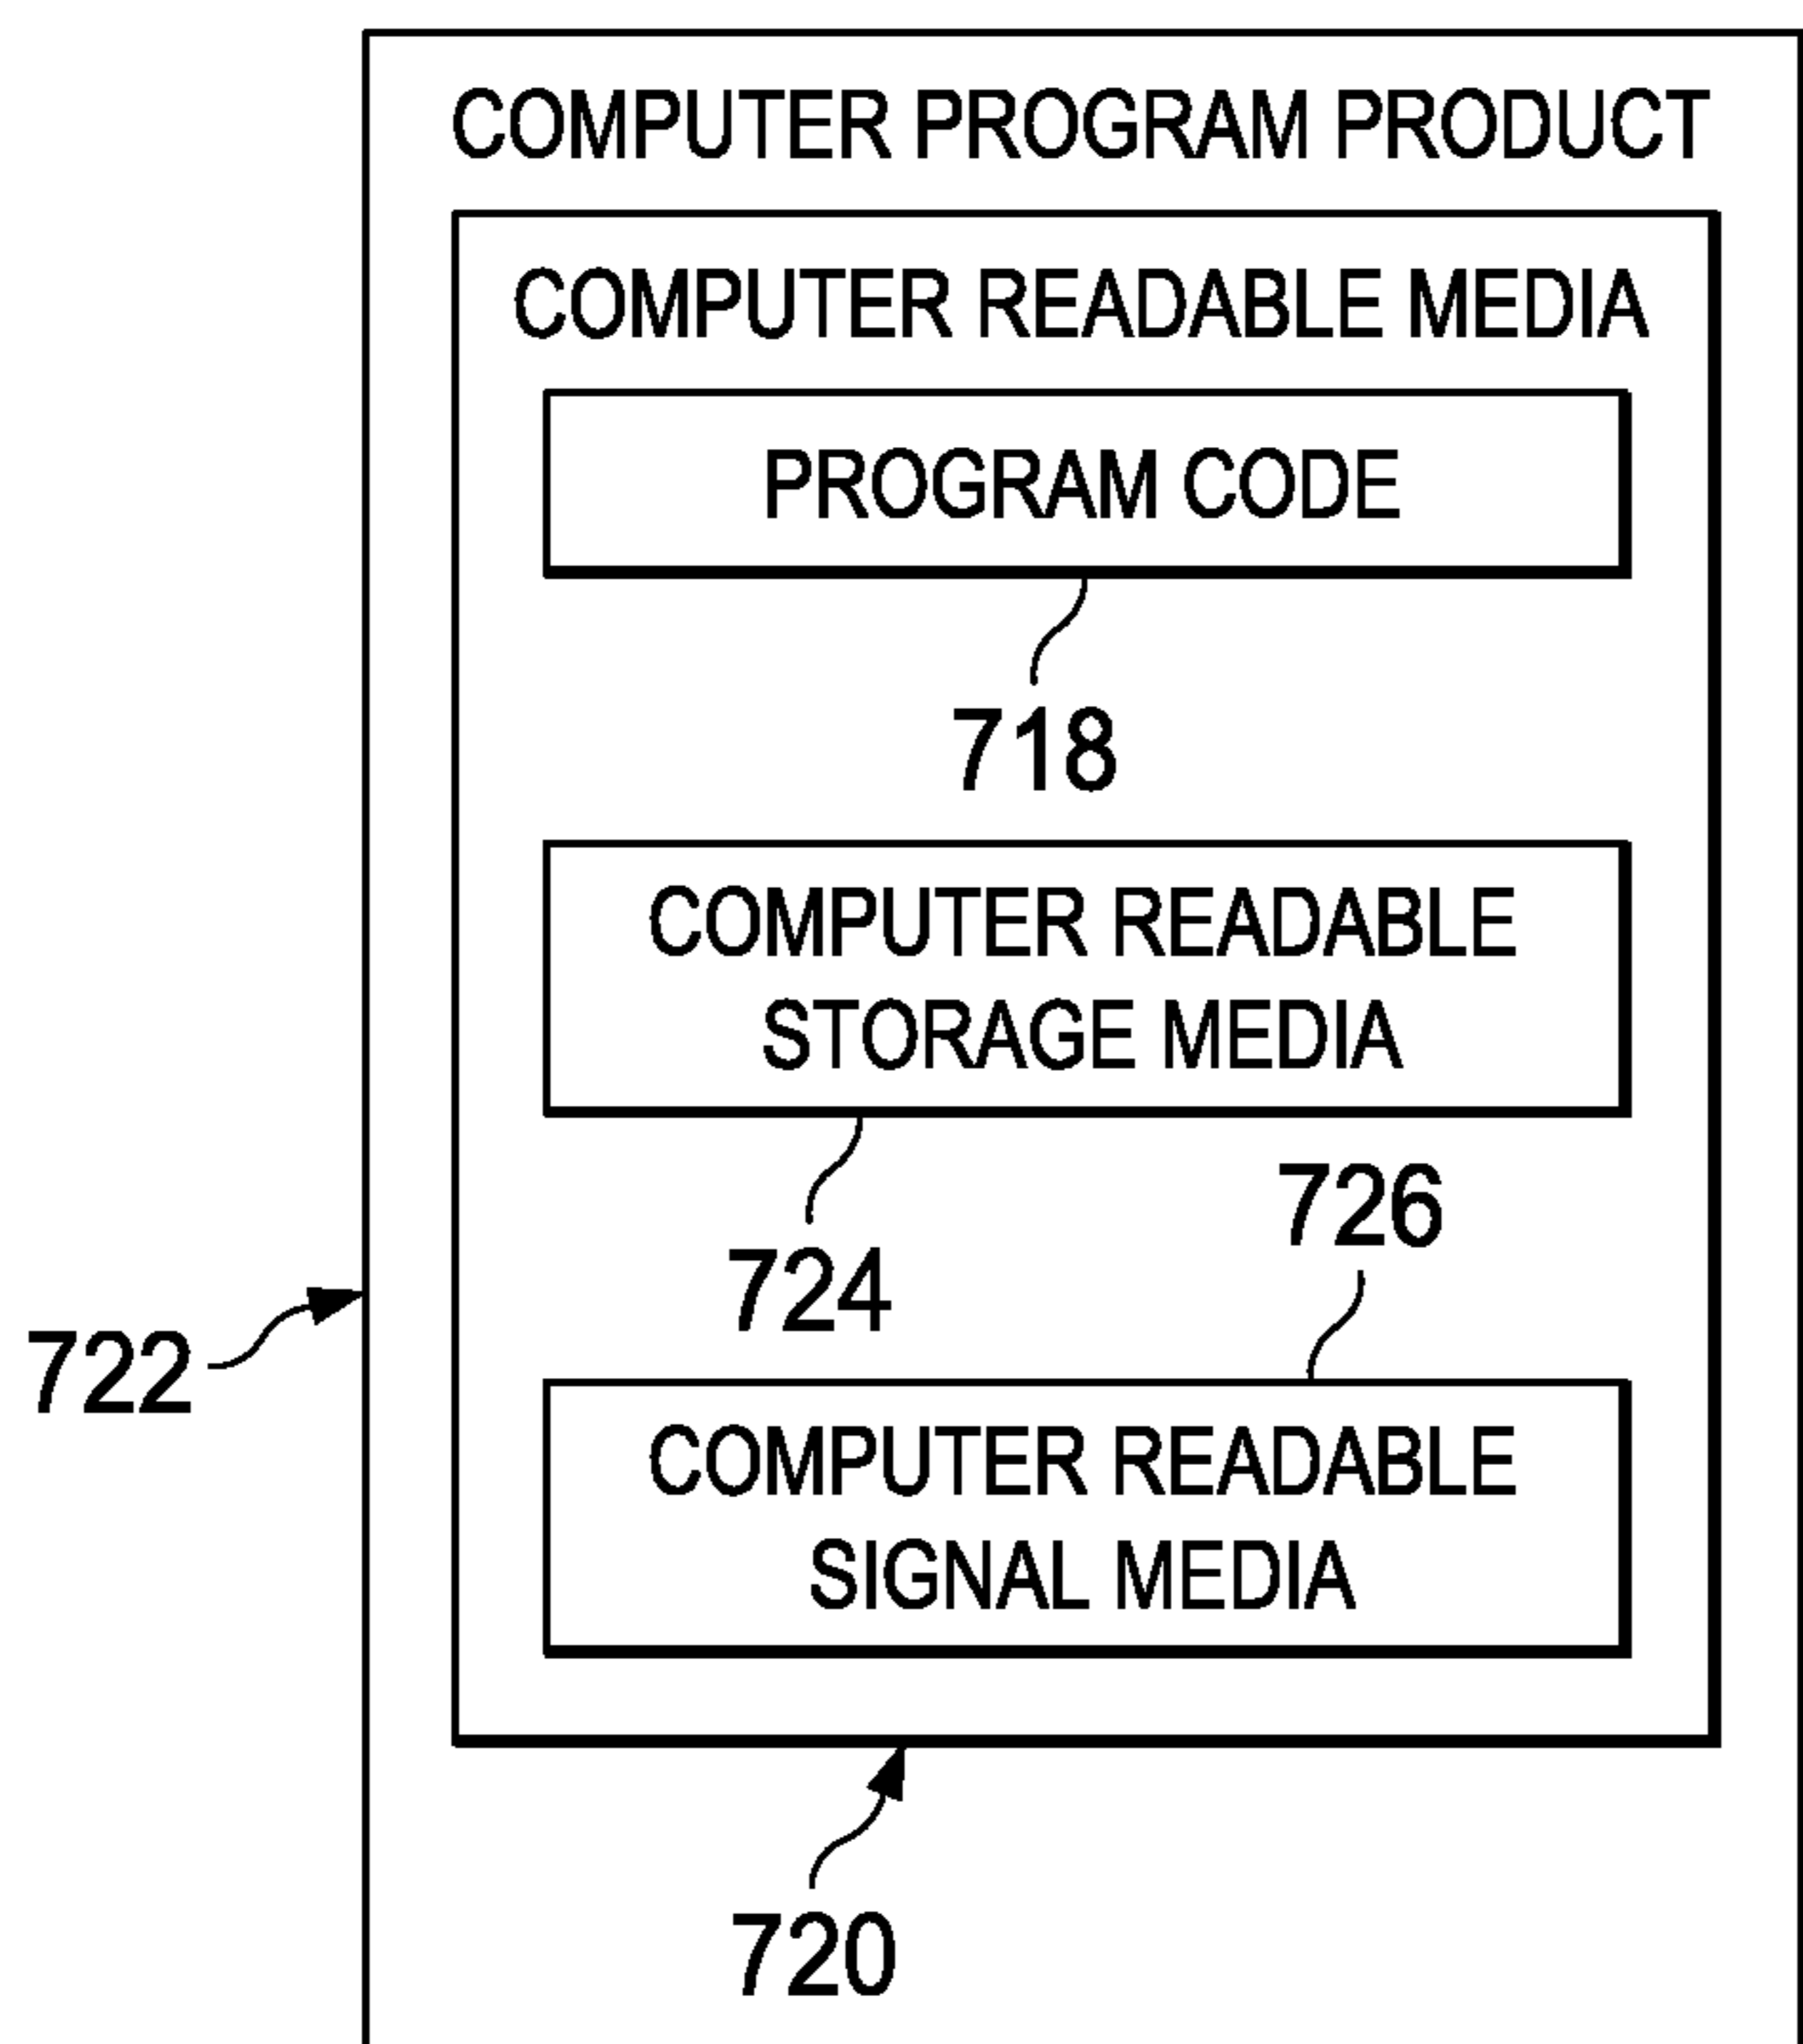 COMPUTER PROGRAM PRODUCT
COMPUTER READABLE MEDIA
PROGRAM CODE
718
COMPUTER READABLE
STORAGE MEDIA
726
724
722
COMPUTER READABLE
SIGNAL MEDIA
720